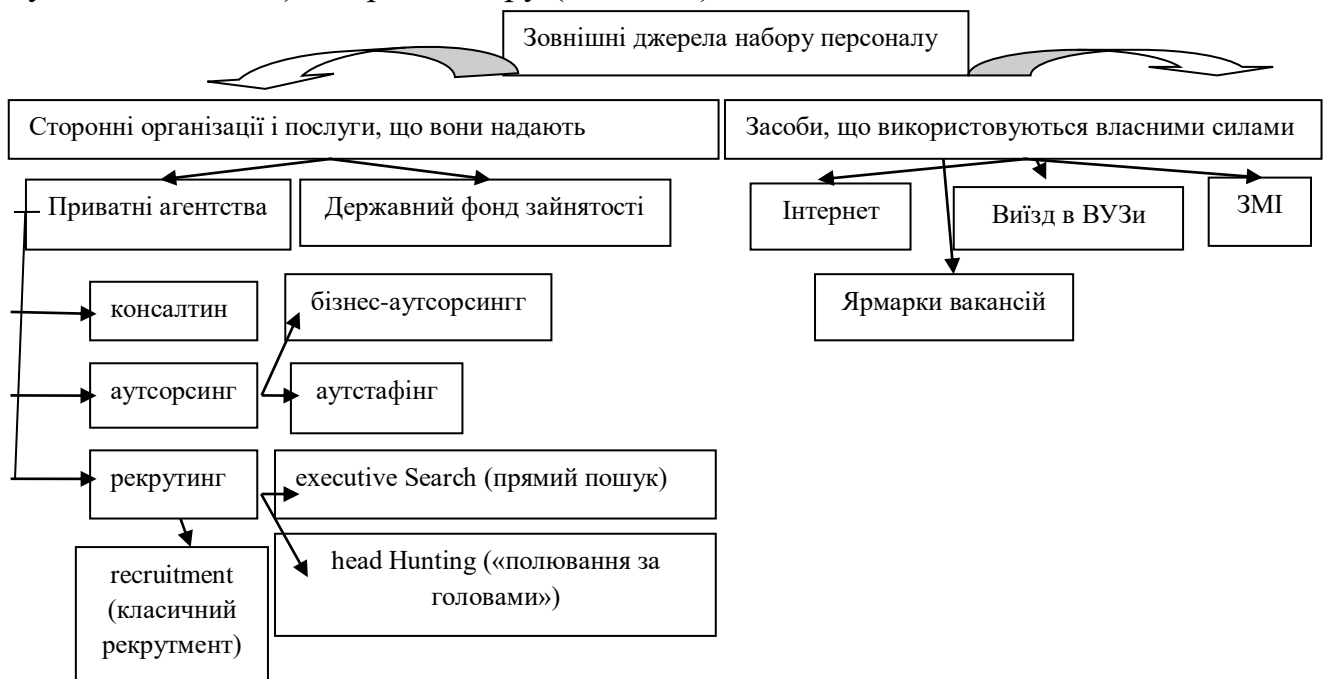 Зовнішні джерела набору персоналу
Сторонні організації і послуги, що вони надають
Засоби, що використовуються власними силами
Приватні агентства
Державний фонд зайнятості
Інтернет
Виїзд в ВУЗи
ЗМІ
консалтин
бізнес-аутсорсингг
Ярмарки вакансій
аутсорсинг
аутстафінг
рекрутинг
executive Search (прямий пошук)
head Hunting («полювання за
головами»)
recruitment
(класичний
рекрутмент)